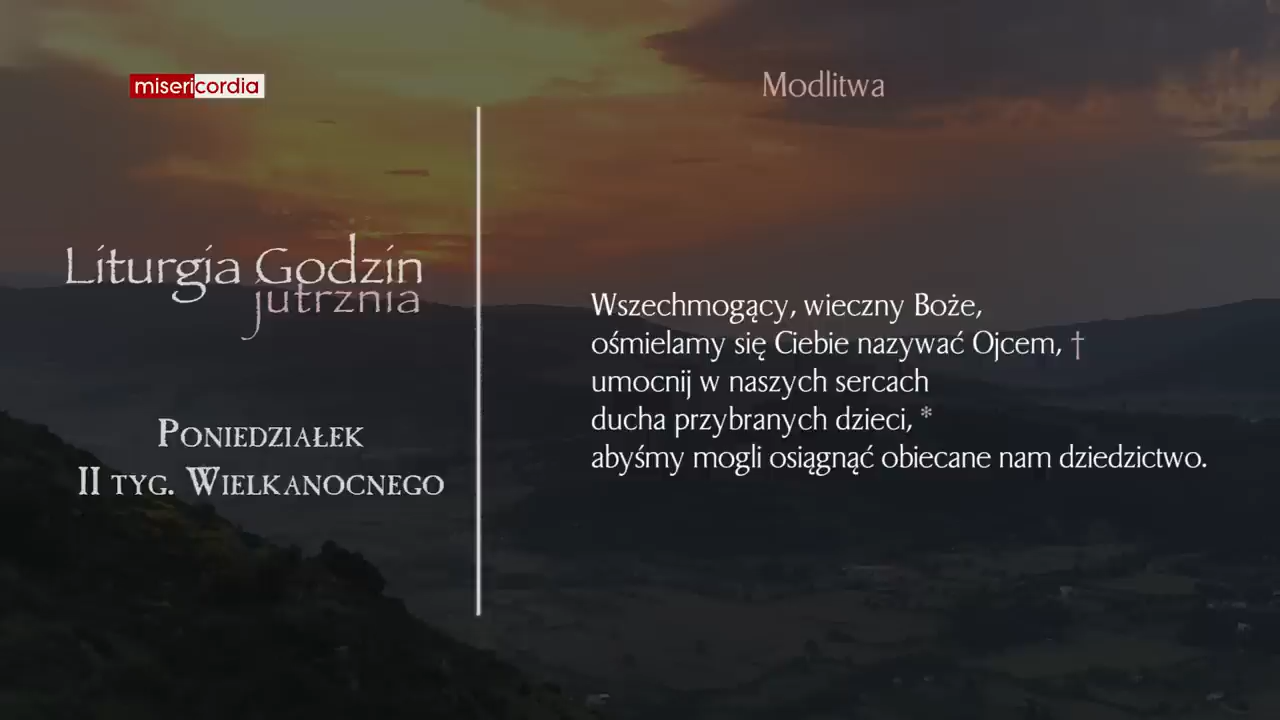 misericordia
Modlitwa
Liturgia Godzin
jutrznia
Poniedziałek
II tyg. Wielkanocnego
Wszechmogący, wieczny Boże,
ośmielamy się Ciebie nazywać Ojcem, †
umocnij w naszych sercach
ducha przybranych dzieci, *
abyśmy mogli osiągnąć obiecane nam dziedzictwo.